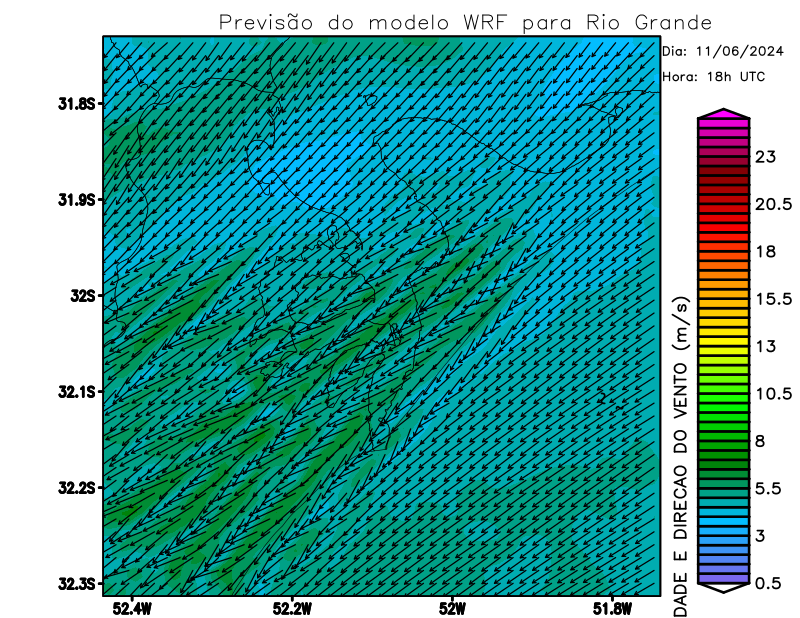 Previsão do modelo WRF para Rio Grande
Dia: 11/06/2024
Hora: 18h UTC
31.8S
31.9S
32S
32.1S
32.2S
32.3S
52.4W
52.2W
52W
51.8W
23
20.5
18
15.5
13
10.5
8
5.5
3
0.5
DADE E DIRECAO DO VENTO (m/s)